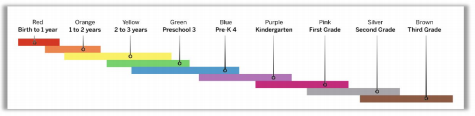 Red Orange Yellow Green Blue Purple Pink Silver Brown
Birth to 1 year 1 to 2 years 2 to 3 years Preschool 3 Pre K 4 Kindergarten First Grade Second Grade Third Grade